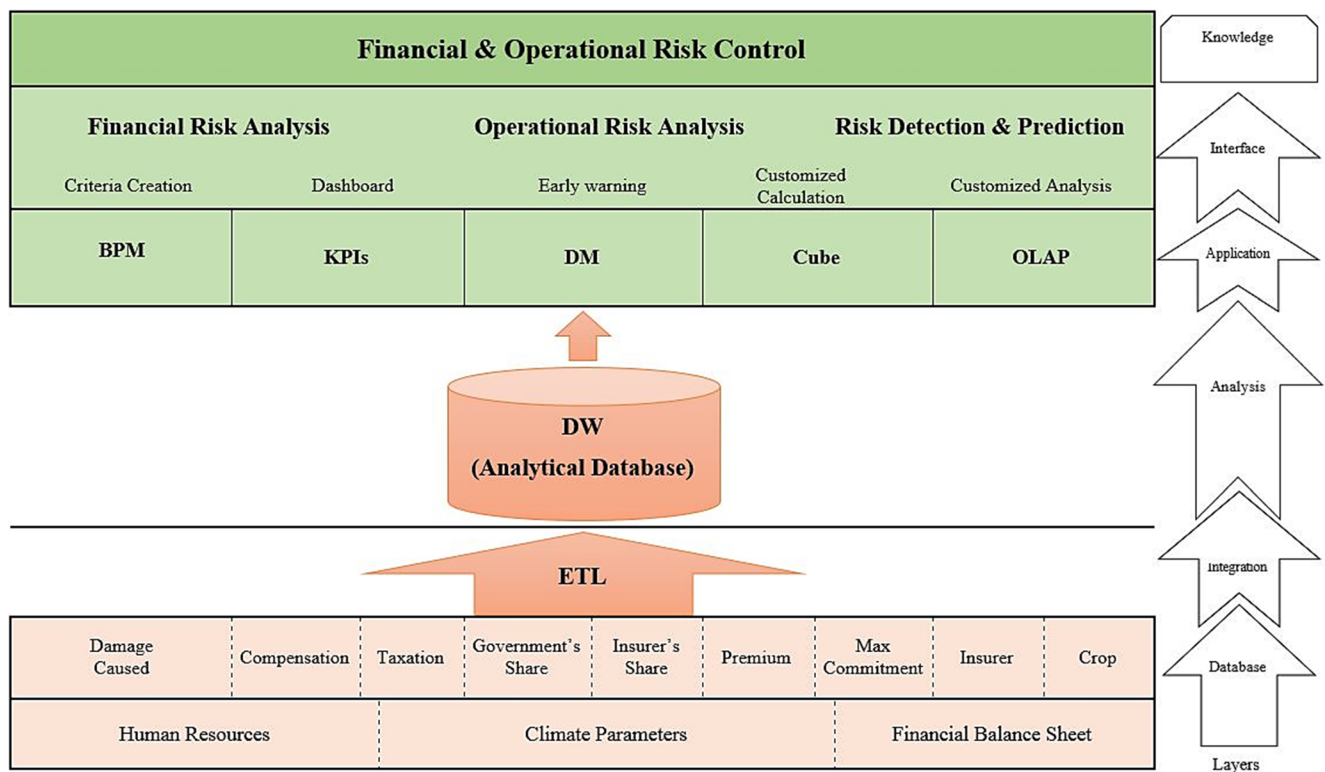 Financial & Operational Risk Control
Knowledge
Financial Risk Analysis
Operational Risk Analysis
Risk Detection & Prediction
Interface
Criteria Creation
Dashboard
Early warning
Customized
Calculation
Customized Analysis
BPM
KPIs
DM
Cube
OLAP
Application
Analysis
DW
(Analytical Database)
ETL
Integration
Damage
Caused
Compensation
Taxation
Government's
Share
Insurer's
Share
Premium
Max
Commitment
Insurer
Crop
Database
Human Resources
Climate Parameters
Financial Balance Sheet
Layers